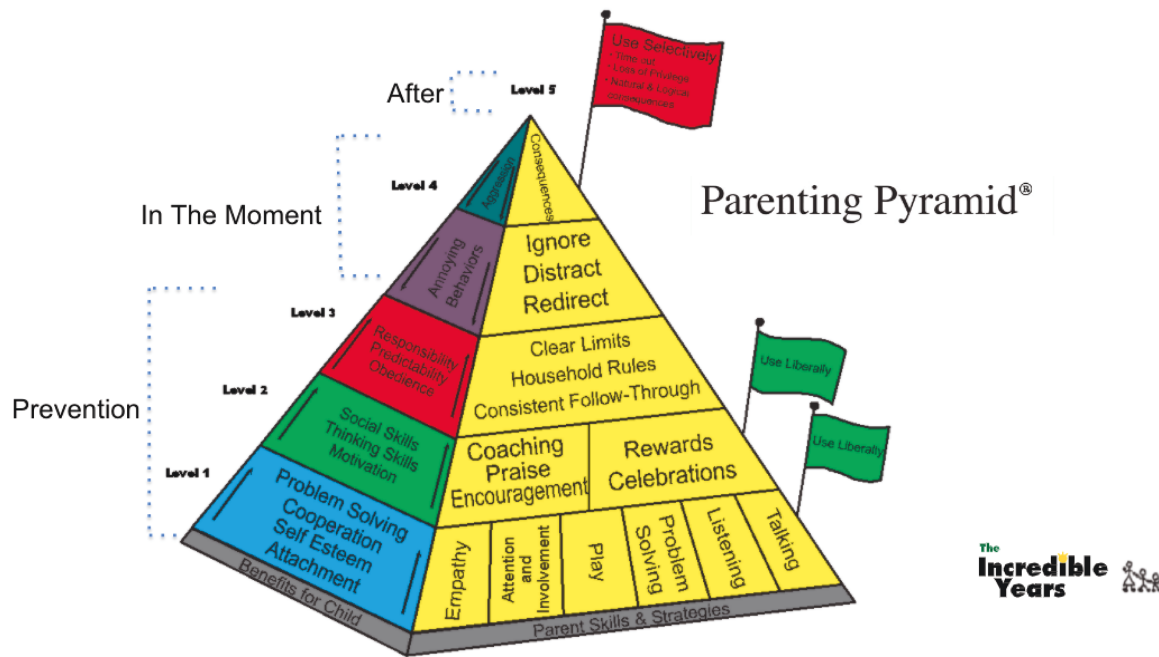 Use Selectively
• Time out
• Loss of Privilege
• Natural & Logical
consequences
After
Level 5
Level 4
In The Moment
Parenting Pyramid®
Aggression
Consequences
Annoying
Behaviors
Ignore
Distract
Redirect
Level 3
Responsibility
Predictability
Obedience
Clear Limits
Household Rules
Consistent Follow-Through
Use Liberally
Level 2
Prevention
Social Skills
Thinking Skills
Motivation
Coaching
Praise
Encouragement
Rewards
Celebrations
Use Liberally
Level 1
Problem Solving
Cooperation
Self Esteem
Attachment
Empathy
Attention
and
Involvement
Play
Problem
Solving
Listening
Talking
Benefits for Child
Parent Skills & Strategies
The
Incredible
Years